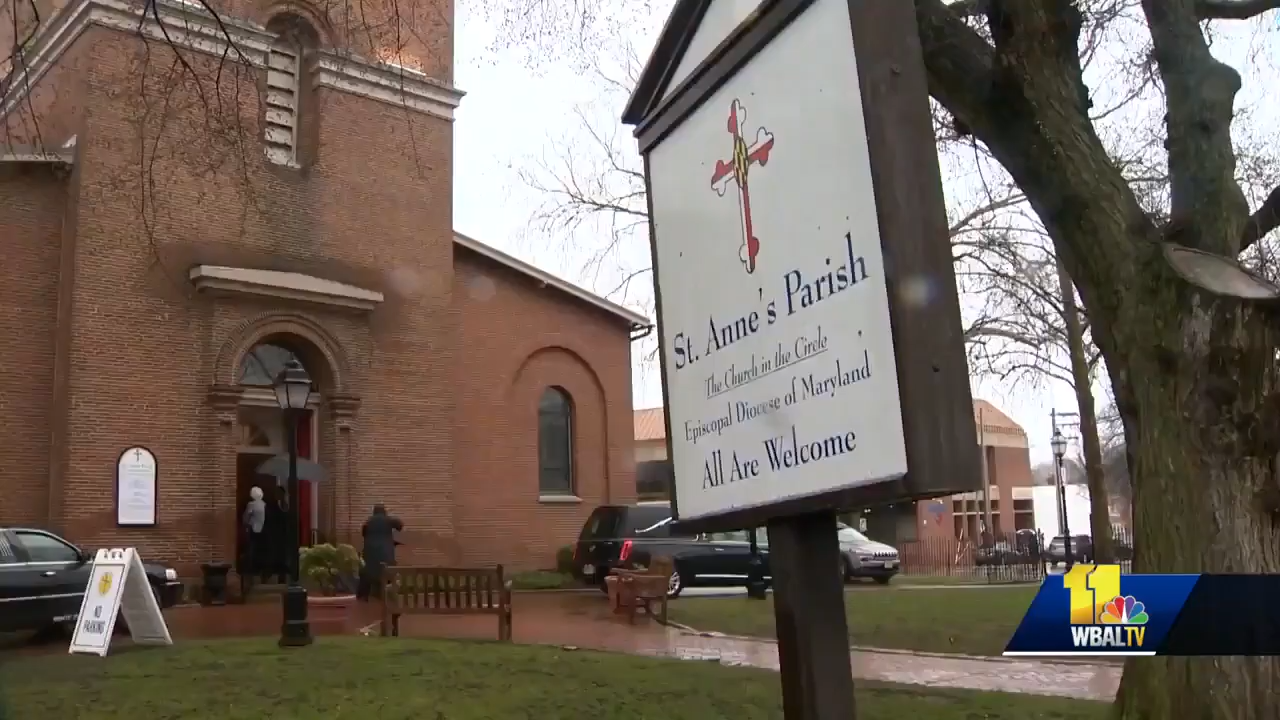 St. Anne's Parish
The Church in the Circle
Episcopal Diocese of Maryland
All Are Welcome
NO
PARKING
11
WBALTV